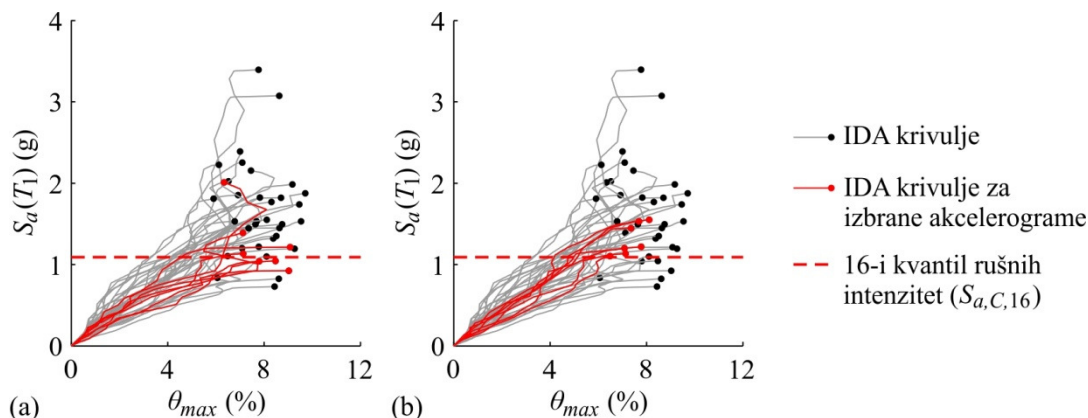 4
3
2
1
0
Sₐ(T₁) (g)
0 4 8 12
θₘₐₓ (%)
(a)
4
3
2
1
0
Sₐ(T₁) (g)
0 4 8 12
θₘₐₓ (%)
(b)
IDA krivulje
IDA krivulje za
izbrane akcelerograme
16-i kvantil rušnih
intenzitet (Sa,C,16)